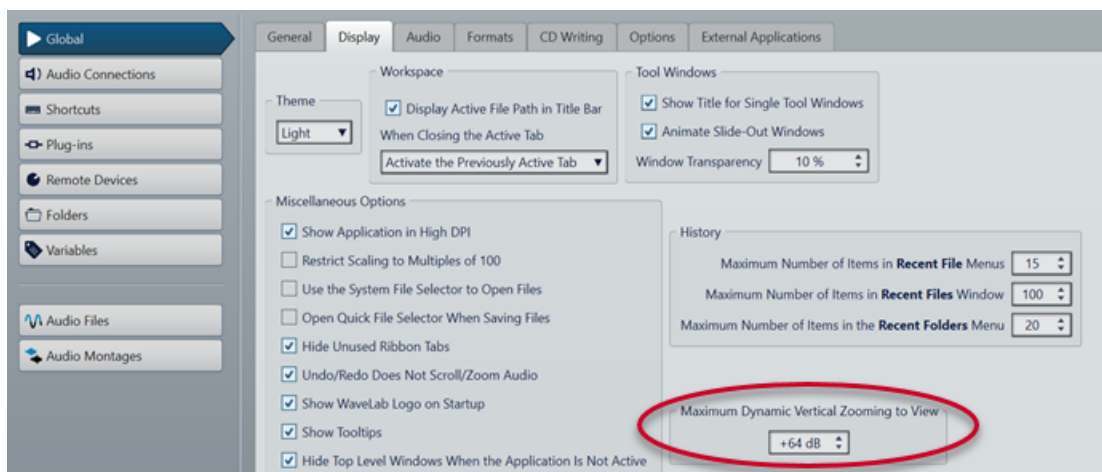 Global
Audio Connections
Shortcuts
Plug-ins
Remote Devices
Folders
Variables
Audio Files
Audio Montages
General Display Audio Formats CD Writing Options External Applications
Theme
Light
Workspace
Display Active File Path in Title Bar
When Closing the Active Tab
Activate the Previously Active Tab
Tool Windows
Show Title for Single Tool Windows
Animate Slide-Out Windows
Window Transparency 10 %
Miscellaneous Options
Show Application in High DPI
Restrict Scaling to Multiples of 100
Use the System File Selector to Open Files
Open Quick File Selector When Saving Files
Hide Unused Ribbon Tabs
Undo/Redo Does Not Scroll/Zoom Audio
Show WaveLab Logo on Startup
Show Tooltips
Hide Top Level Windows When the Application Is Not Active
History
Maximum Number of Items in Recent File Menus 15
Maximum Number of Items in Recent Files Window 100
Maximum Number of Items in the Recent Folders Menu 20
Maximum Dynamic Vertical Zooming to View
+64 dB